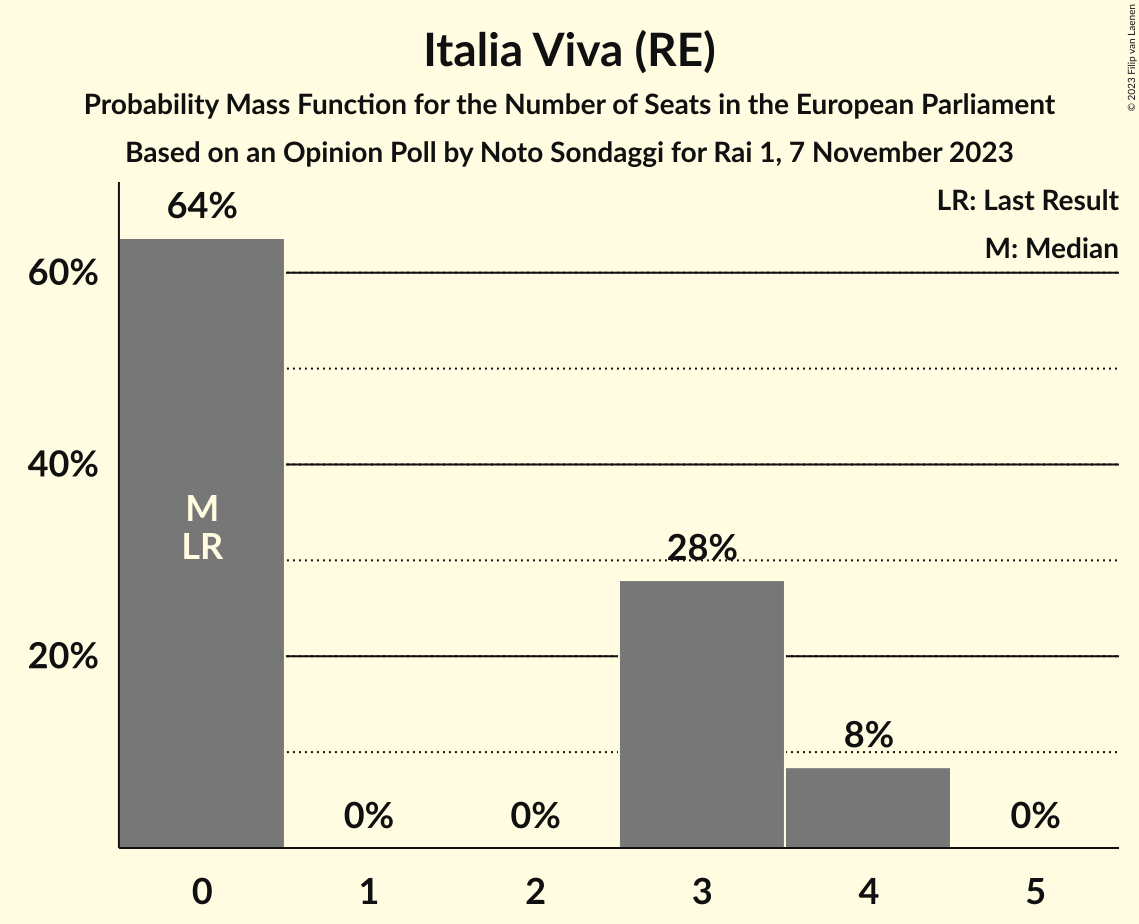 Italia Viva (RE)
Probability Mass Function for the Number of Seats in the European Parliament
Based on an Opinion Poll by Noto Sondaggi for Rai 1, 7 November 2023
© 2023 Filip van Laenen
LR: Last Result
M: Median
64%
60%
40%
20%
M
LR
28%
8%
0%
0%
0%
0
1
2
3
4
5